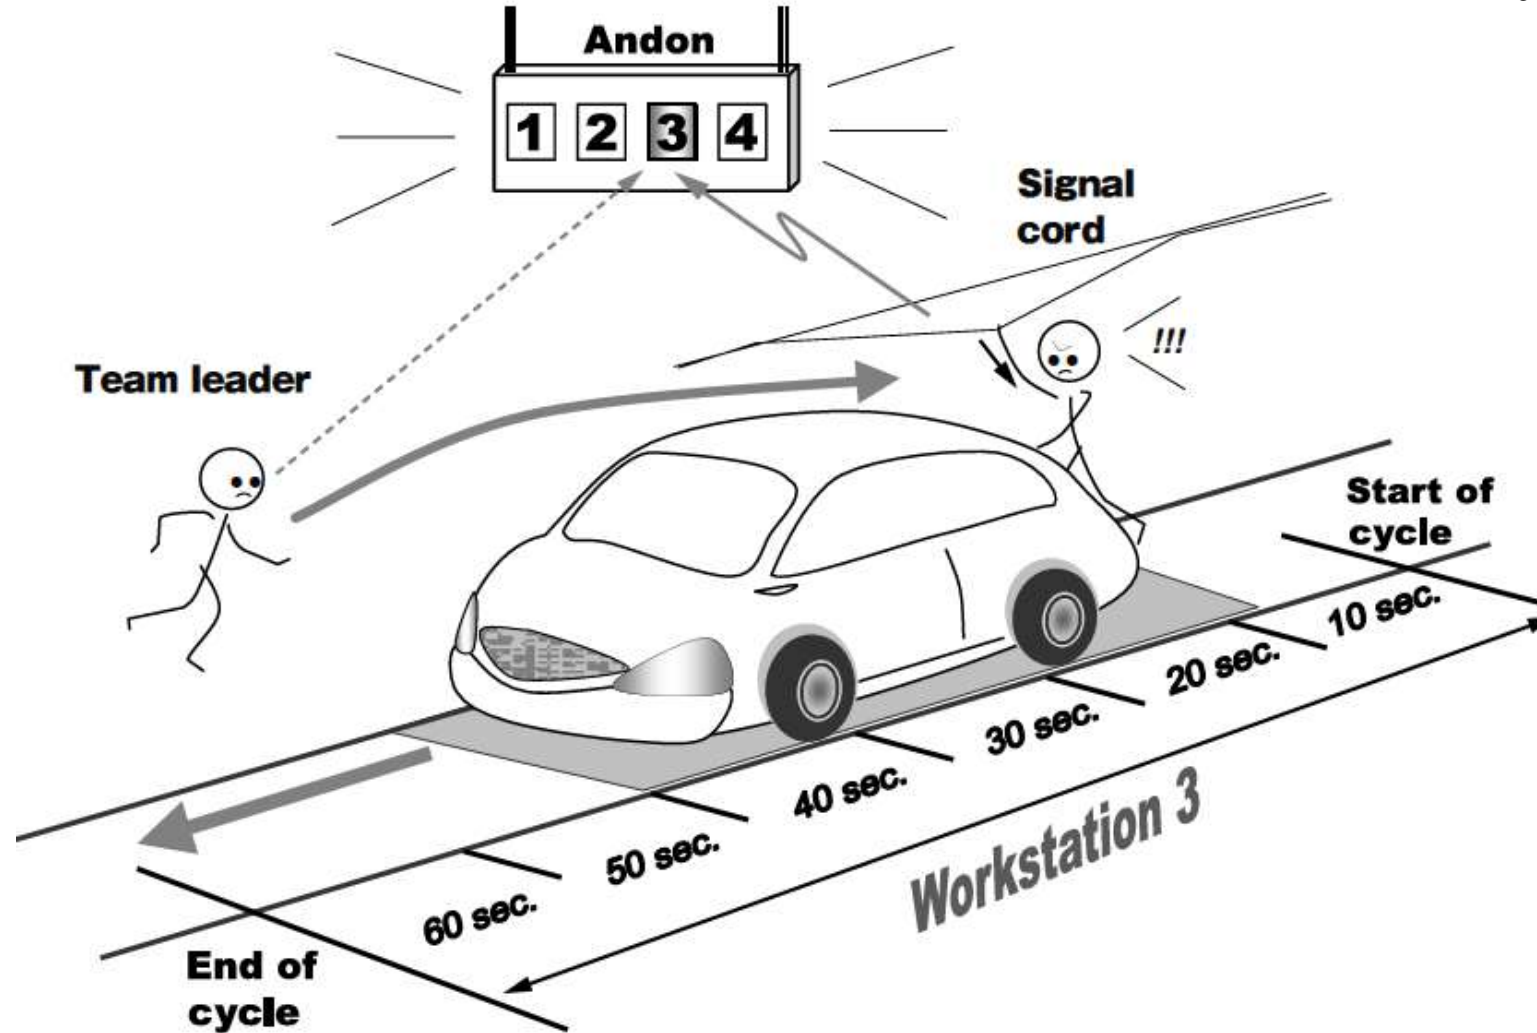 Andon
1 2 3 4
Signal
cord
!!!
Team leader
Start of
cycle
10 sec.
20 sec.
30 sec.
40 sec.
50 sec.
60 sec.
Workstation 3
End of
cycle